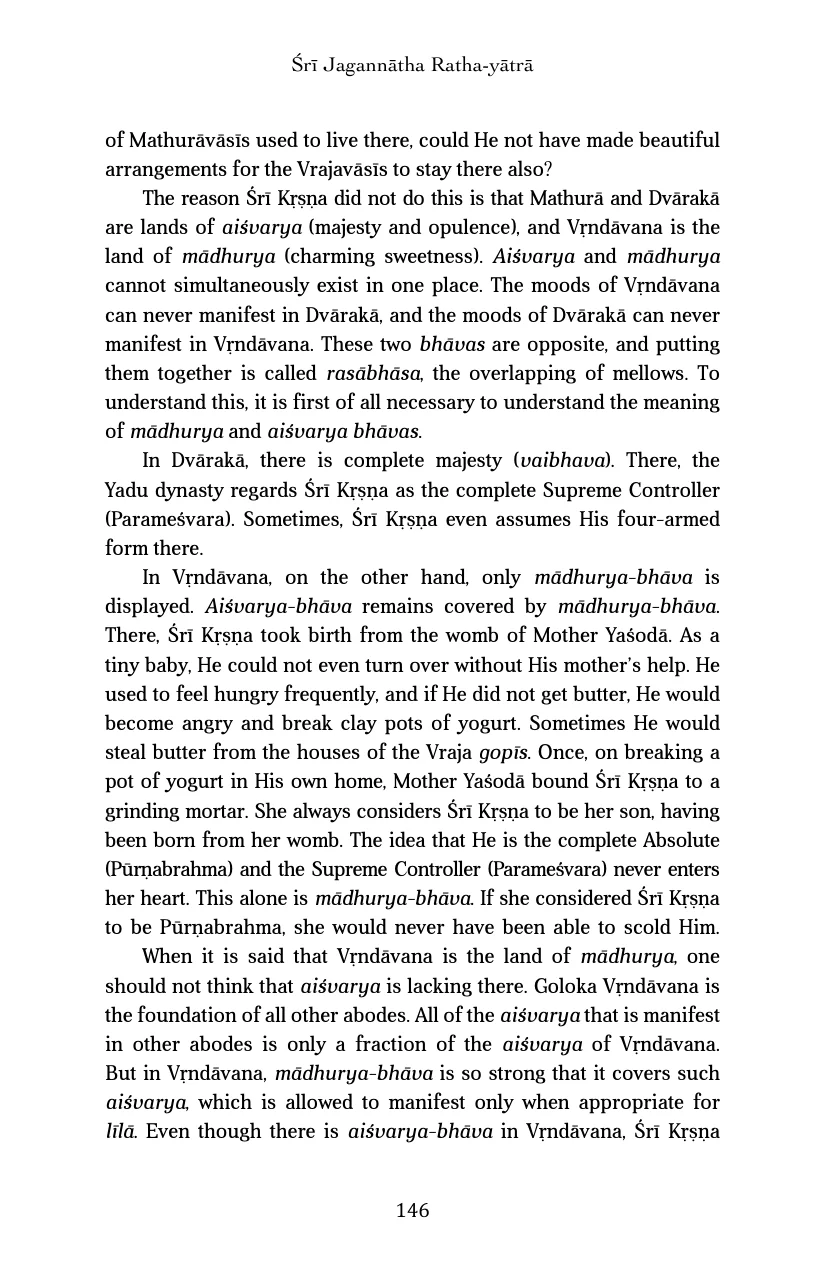 Śrī Jagannātha Ratha-yātrā
of Mathurāvāsīs used to live there, could He not have made beautiful
arrangements for the Vrajavāsīs to stay there also?
The reason Śrī Kṛṣṇa did not do this is that Mathurā and Dvārakā
are lands of aiśvarya (majesty and opulence), and Vṛndāvana is the
land of mādhurya (charming sweetness). Aiśvarya and mādhurya
cannot simultaneously exist in one place. The moods of Vṛndāvana
can never manifest in Dvārakā, and the moods of Dvārakā can never
manifest in Vṛndāvana. These two bhāvas are opposite, and putting
them together is called rasābhāsa, the overlapping of mellows. To
understand this, it is first of all necessary to understand the meaning
of mādhurya and aiśvarya bhāvas.
In Dvārakā, there is complete majesty (vaibhava). There, the
Yadu dynasty regards Śrī Kṛṣṇa as the complete Supreme Controller
(Parameśvara). Sometimes, Śrī Kṛṣṇa even assumes His four-armed
form there.
In Vṛndāvana, on the other hand, only mādhurya-bhāva is
displayed. Aiśvarya-bhāva remains covered by mādhurya-bhāva.
There, Śrī Kṛṣṇa took birth from the womb of Mother Yaśodā. As a
tiny baby, He could not even turn over without His mother's help. He
used to feel hungry frequently, and if He did not get butter, He would
become angry and break clay pots of yogurt. Sometimes He would
steal butter from the houses of the Vraja gopīs. Once, on breaking a
pot of yogurt in His own home, Mother Yaśodā bound Śrī Kṛṣṇa to a
grinding mortar. She always considers Śrī Kṛṣṇa to be her son, having
been born from her womb. The idea that He is the complete Absolute
(Pūrṇabrahma) and the Supreme Controller (Parameśvara) never enters
her heart. This alone is mādhurya-bhāva. If she considered Śrī Kṛṣṇa
to be Pūrṇabrahma, she would never have been able to scold Him.
When it is said that Vṛndāvana is the land of mādhurya, one
should not think that aiśvarya is lacking there. Goloka Vṛndāvana is
the foundation of all other abodes. All of the aiśvarya that is manifest
in other abodes is only a fraction of the aiśvarya of Vṛndāvana.
But in Vṛndāvana, mādhurya-bhāva is so strong that it covers such
aiśvarya, which is allowed to manifest only when appropriate for
līlā. Even though there is aiśvarya-bhāva in Vṛndāvana, Śrī Kṛṣṇa
146